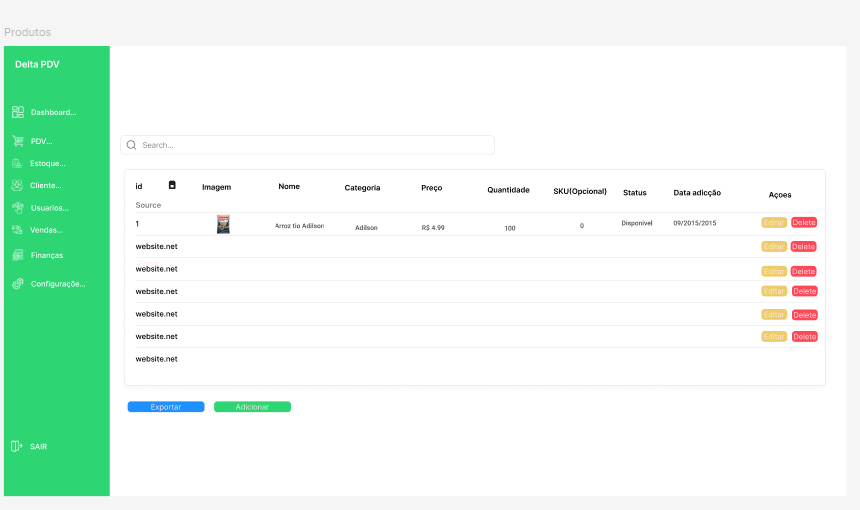 Produtos
Delta PDV
Dashboard...
PDV...
Estoque...
Cliente...
Usuarios...
Vendas...
Finanças
Configuraçõe...
SAIR
Search...
id Imagem Nome Categoria Preço Quantidade SKU(Opcional) Status Data adicção Açoes
Source
1 Arroz tio Adilson Adilson R$ 4.99 100 0 Disponivel 09/2015/2015 Editar Delete
website.net Editar Delete
website.net Editar Delete
website.net Editar Delete
website.net Editar Delete
website.net Editar Delete
website.net
Exportar Adicionar